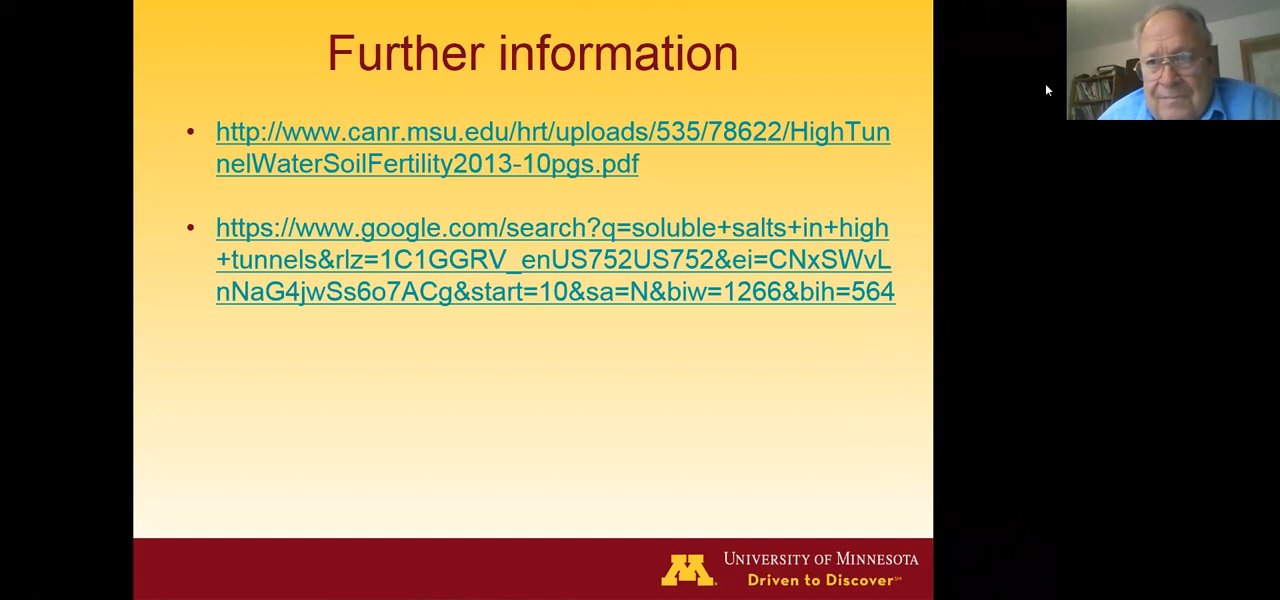 Further information
• http://www.canr.msu.edu/hrt/uploads/535/78622/HighTun
nelWaterSoilFertility2013-10pgs.pdf
• https://www.google.com/search?q=soluble+salts+in+high
+tunnels&rlz=1C1GGRV_enUS752US752&ei=CNxSWvL
nNaG4jwSs6o7ACg&start=10&sa=N&biw=1266&bih=564
UNIVERSITY OF MINNESOTA
Driven to Discover℠